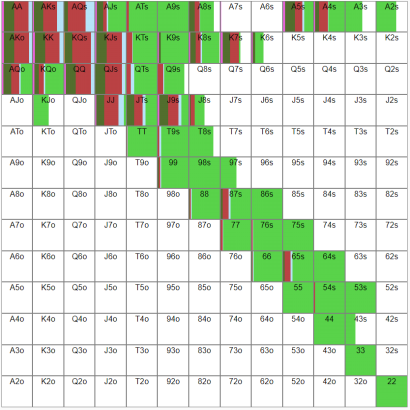 AA AKs AQs AJs ATs A9s A8s A7s A6s A5s A4s A3s A2s
AKo KK KQs KJs KTs K9s K8s K7s K6s K5s K4s K3s K2s
AQo KQo QQ QJs QTs Q9s Q8s Q7s Q6s Q5s Q4s Q3s Q2s
AJo KJo QJo JJ JTs J9s J8s J7s J6s J5s J4s J3s J2s
ATo KTo QTo JTo TT T9s T8s T7s T6s T5s T4s T3s T2s
A9o K9o Q9o J9o T9o 99 98s 97s 96s 95s 94s 93s 92s
A8o K8o Q8o J8o T8o 98o 88 87s 86s 85s 84s 83s 82s
A7o K7o Q7o J7o T7o 97o 87o 77 76s 75s 74s 73s 72s
A6o K6o Q6o J6o T6o 96o 86o 76o 66 65s 64s 63s 62s
A5o K5o Q5o J5o T5o 95o 85o 75o 65o 55 54s 53s 52s
A4o K4o Q4o J4o T4o 94o 84o 74o 64o 54o 44 43s 42s
A3o K3o Q3o J3o T3o 93o 83o 73o 63o 53o 43o 33 32s
A2o K2o Q2o J2o T2o 92o 82o 72o 62o 52o 42o 32o 22